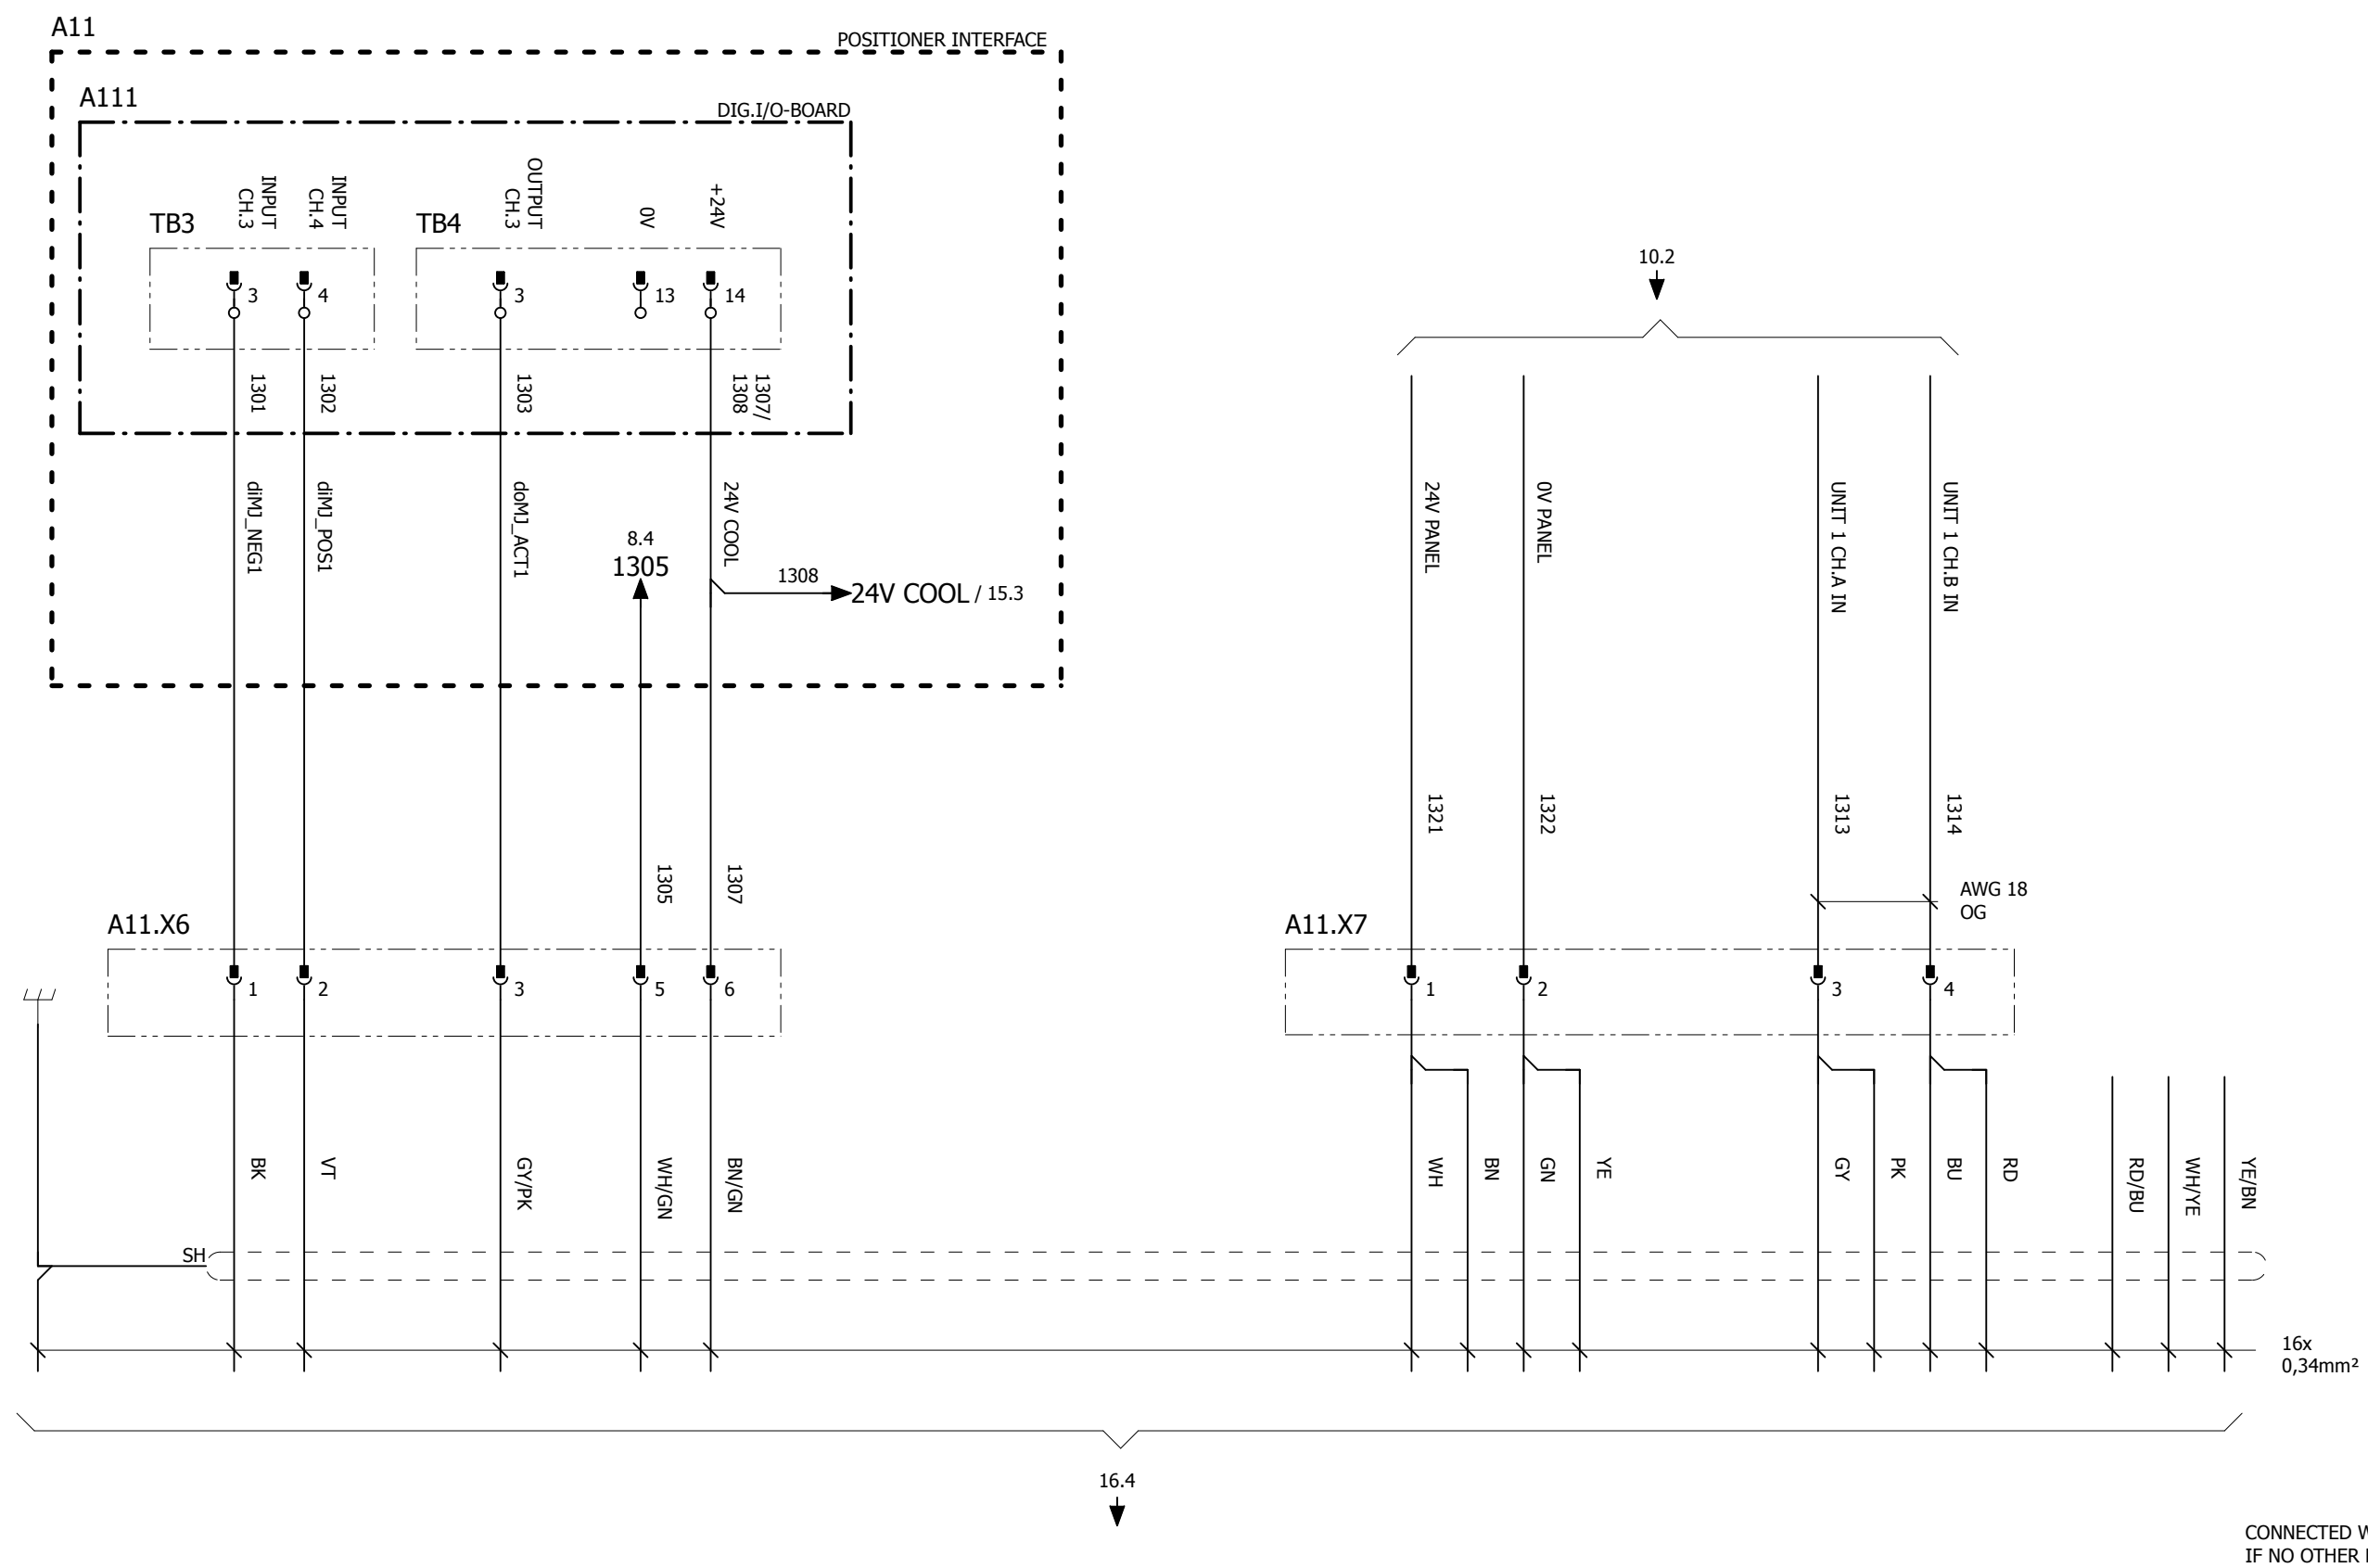 A11
POSITIONER INTERFACE
A111
DIG.I/O-BOARD
INPUT
CH.3
INPUT
CH.4
OUTPUT
CH.3
0V
+24V
TB3
TB4
3
4
3
13
14
1301
1302
1303
1307//
1308
diMJ_NEG1
diMJ_POS1
doMJ_ACT1
24V COOL
8.4
1305
1308
24V COOL / 15.3
10.2
24V PANEL
0V PANEL
UNIT 1 CH.A IN
UNIT 1 CH.B IN
1321
1322
1313
1314
1305
1307
AWG 18
OG
A11.X6
A11.X7
1
2
3
5
6
1
2
3
4
BK
VT
GY/PK
WH/GN
BN/GN
WH
BN
GN
YE
GY
PK
BU
RD
RD/BU
WH/YE
YE/BN
SH
16x
0,34mm²
16.4
CONNECTED
IF NO OTHER